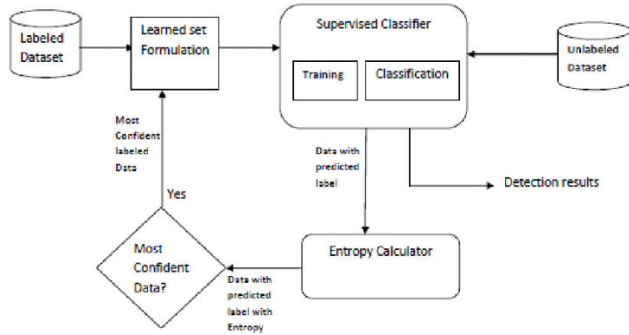 Labeled
Dataset
Learned set
Formulation
Supervised Classifier
Training
Classification
Unlabeled
Dataset
Most
Confident
labeled
Data
Data with
predicted
label
Detection results
Yes
Most
Confident
Data?
Data with
predicted
label with
Entropy
Entropy Calculator